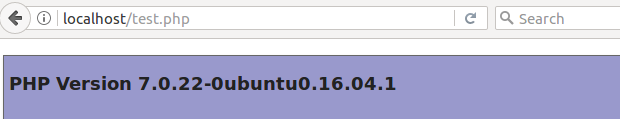 localhost/test.php
Search
PHP Version 7.0.22-0ubuntu0.16.04.1